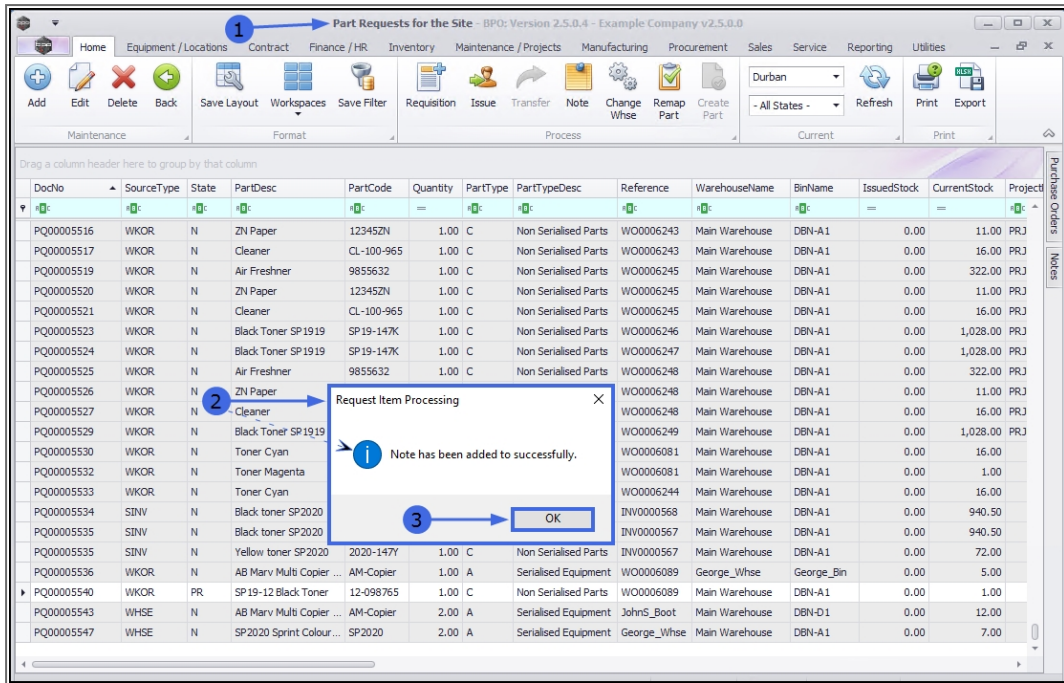 1
Part Requests for the Site - BPO: Version 2.5.0.4 - Example Company v2.5.0.0
Home Equipment / Locations Contract Finance / HR Inventory Maintenance / Projects Manufacturing Procurement Sales Service Reporting Utilities
Add Edit Delete Back Save Layout Workspaces Save Filter Requisition Issue Transfer Note Change Whse Remap Part Create Part Durban - All States - Refresh Print Export
Maintenance Format Process Current Print
Drag a column header here to group by that column
DocNo SourceType State PartDesc PartCode Quantity PartType PartTypeDesc Reference WarehouseName BinName IssuedStock CurrentStock
PQ00005516 WKOR N ZN Paper 12345ZN 1.00 C Non Serialised Parts WO0006243 Main Warehouse DBN-A1 0.00 11.00 PRJ
PQ00005517 WKOR N Cleaner CL-100-965 1.00 C Non Serialised Parts WO0006243 Main Warehouse DBN-A1 0.00 16.00 PRJ
PQ00005519 WKOR N Air Freshner 9855632 1.00 C Non Serialised Parts WO0006245 Main Warehouse DBN-A1 0.00 322.00 PRJ
PQ00005520 WKOR N ZN Paper 12345ZN 1.00 C Non Serialised Parts WO0006245 Main Warehouse DBN-A1 0.00 11.00 PRJ
PQ00005521 WKOR N Cleaner CL-100-965 1.00 C Non Serialised Parts WO0006245 Main Warehouse DBN-A1 0.00 16.00 PRJ
PQ00005523 WKOR N Black Toner SP1919 SP19-147K 1.00 C Non Serialised Parts WO0006246 Main Warehouse DBN-A1 0.00 1,028.00 PRJ
PQ00005524 WKOR N Black Toner SP1919 SP19-147K 1.00 C Non Serialised Parts WO0006247 Main Warehouse DBN-A1 0.00 1,028.00 PRJ
PQ00005525 WKOR N Air Freshner 9855632 1.00 C Non Serialised Parts WO0006248 Main Warehouse DBN-A1 0.00 322.00 PRJ
PQ00005526 WKOR N ZN Paper WO0006248 Main Warehouse DBN-A1 0.00 11.00 PRJ
PQ00005527 WKOR N Cleaner WO0006248 Main Warehouse DBN-A1 0.00 16.00 PRJ
PQ00005529 WKOR N Black Toner SP1919 WO0006249 Main Warehouse DBN-A1 0.00 1,028.00 PRJ
PQ00005530 WKOR N Toner Cyan WO0006081 Main Warehouse DBN-A1 0.00 16.00
PQ00005532 WKOR N Toner Magenta WO0006081 Main Warehouse DBN-A1 0.00 1.00
PQ00005533 WKOR N Toner Cyan WO0006244 Main Warehouse DBN-A1 0.00 16.00
PQ00005534 SINV N Black toner SP2020 INV0000568 Main Warehouse DBN-A1 0.00 940.50
PQ00005535 SINV N Black toner SP2020 INV0000567 Main Warehouse DBN-A1 0.00 940.50
PQ00005535 SINV N Yellow toner SP2020 2020-147Y 1.00 C Non Serialised Parts INV0000567 Main Warehouse DBN-A1 0.00 72.00
PQ00005536 WKOR N AB Marv Multi Copier ... AM-Copier 1.00 A Serialised Equipment WO0006089 George_Whse George_Bin 0.00 5.00
PQ00005540 WKOR PR SP19-12 Black Toner 12-098765 1.00 C Non Serialised Parts WO0006089 Main Warehouse DBN-A1 0.00 1.00
PQ00005543 WHSE N AB Marv Multi Copier ... AM-Copier 2.00 A Serialised Equipment JohnS_Boot Main Warehouse DBN-D1 0.00 12.00
PQ00005547 WHSE N SP2020 Sprint Colour... SP2020 2.00 A Serialised Equipment George_Whse Main Warehouse DBN-A1 0.00 7.00
2
Request Item Processing
Note has been added to successfully.
3
OK
Purchase Orders
Notes